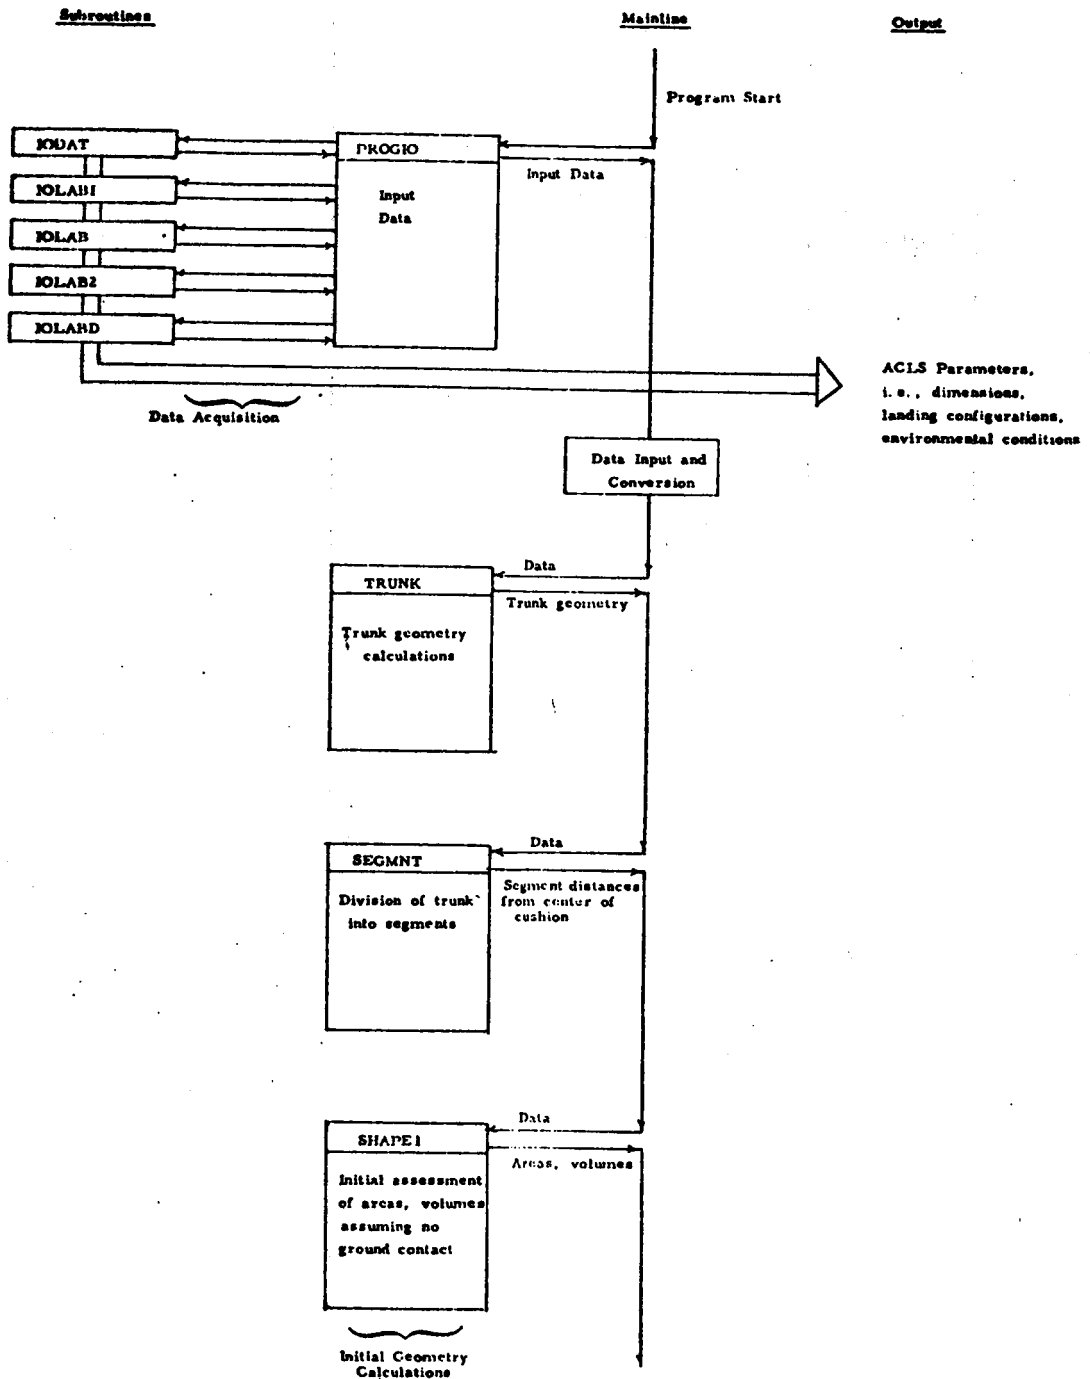 Subroutines
Mainline
Output
Program Start
IODAT
PROGIO
Input Data
IOLAB1
Input
Data
IOLAB
IOLAB2
IOLABD
Data Acquisition
ACLS Parameters,
i.e., dimensions,
landing configurations,
environmental conditions
Data Input and
Conversion
Data
TRUNK
Trunk geometry
Trunk geometry
calculations
Data
SEGMNT
Segment distances
from center of
cushion
Division of trunk
into segments
Data
SHAPE1
Areas, volumes
Initial assessment
of areas, volumes
assuming no
ground contact
Initial Geometry
Calculations